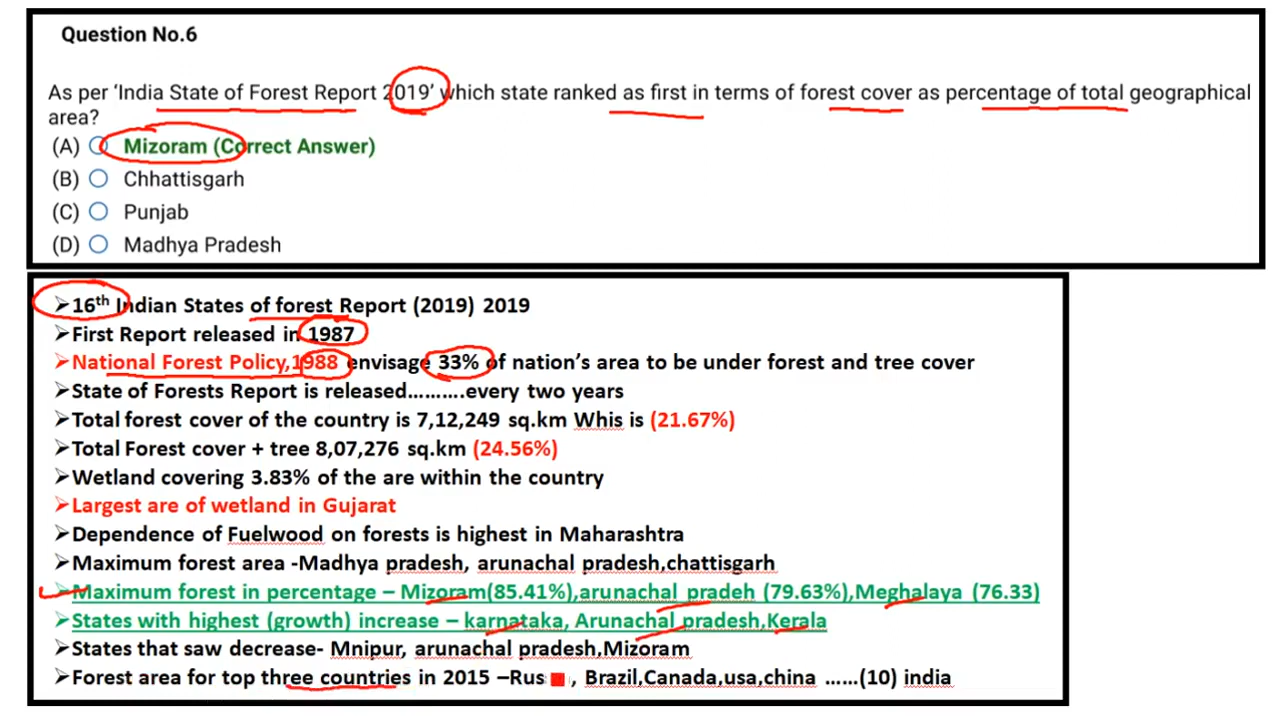 Question No.6
As per 'India State of Forest Report 2019' which state ranked as first in terms of forest cover as percentage of total geographical
area?
(A) Mizoram (Correct Answer)
(B) Chhattisgarh
(C) Punjab
(D) Madhya Pradesh
➢16th Indian States of forest Report (2019) 2019
➢First Report released in 1987
➢National Forest Policy,1988 envisage 33% of nation's area to be under forest and tree cover
➢State of Forests Report is released……….every two years
➢Total forest cover of the country is 7,12,249 sq.km Whis is (21.67%)
➢Total Forest cover + tree 8,07,276 sq.km (24.56%)
➢Wetland covering 3.83% of the are within the country
➢Largest are of wetland in Gujarat
➢Dependence of Fuelwood on forests is highest in Maharashtra
➢Maximum forest area -Madhya pradesh, arunachal pradesh,chattisgarh
➢Maximum forest in percentage – Mizoram(85.41%),arunachal pradeh (79.63%),Meghalaya (76.33)
➢States with highest (growth) increase – karnataka, Arunachal pradesh,Kerala
➢States that saw decrease- Mnipur, arunachal pradesh,Mizoram
➢Forest area for top three countries in 2015 –Rus , Brazil,Canada,usa,china ……(10) india